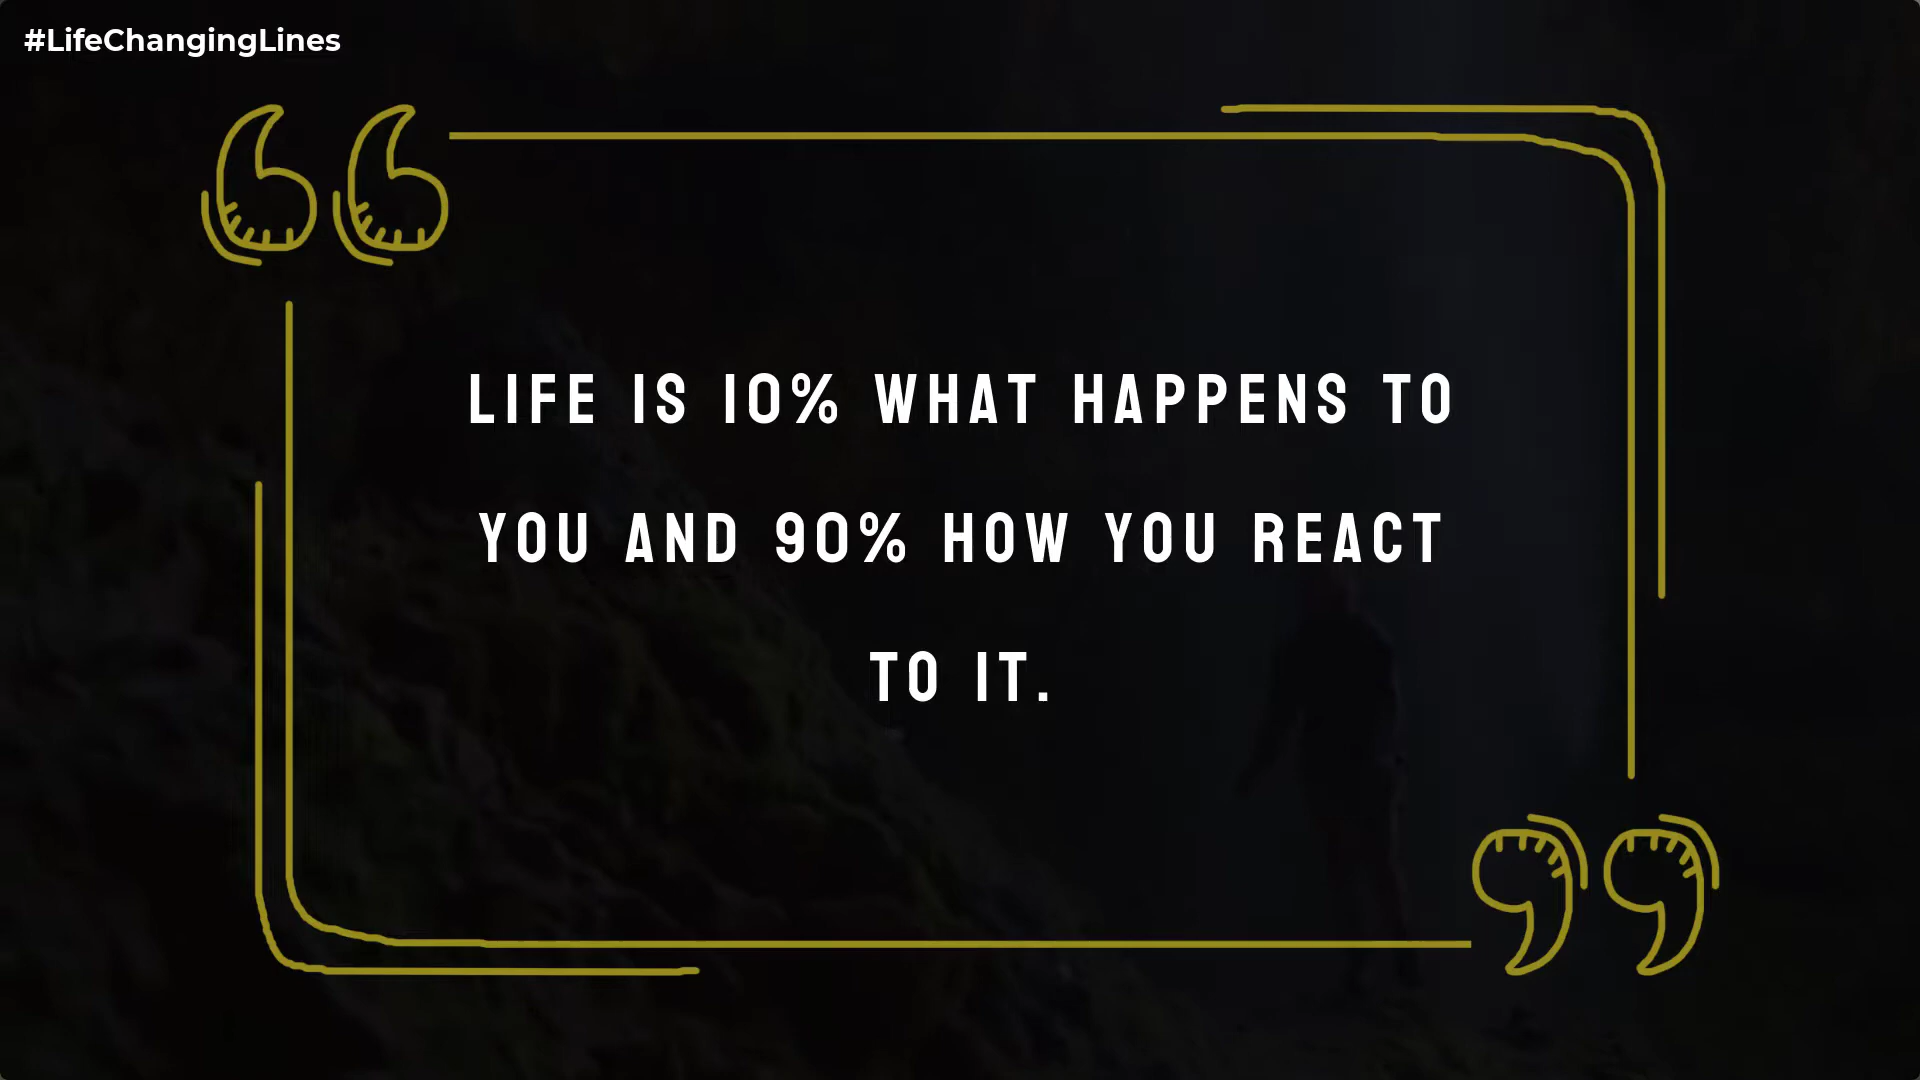 #LifeChangingLines
LIFE IS 10% WHAT HAPPENS TO
YOU AND 90% HOW YOU REACT
TO IT.